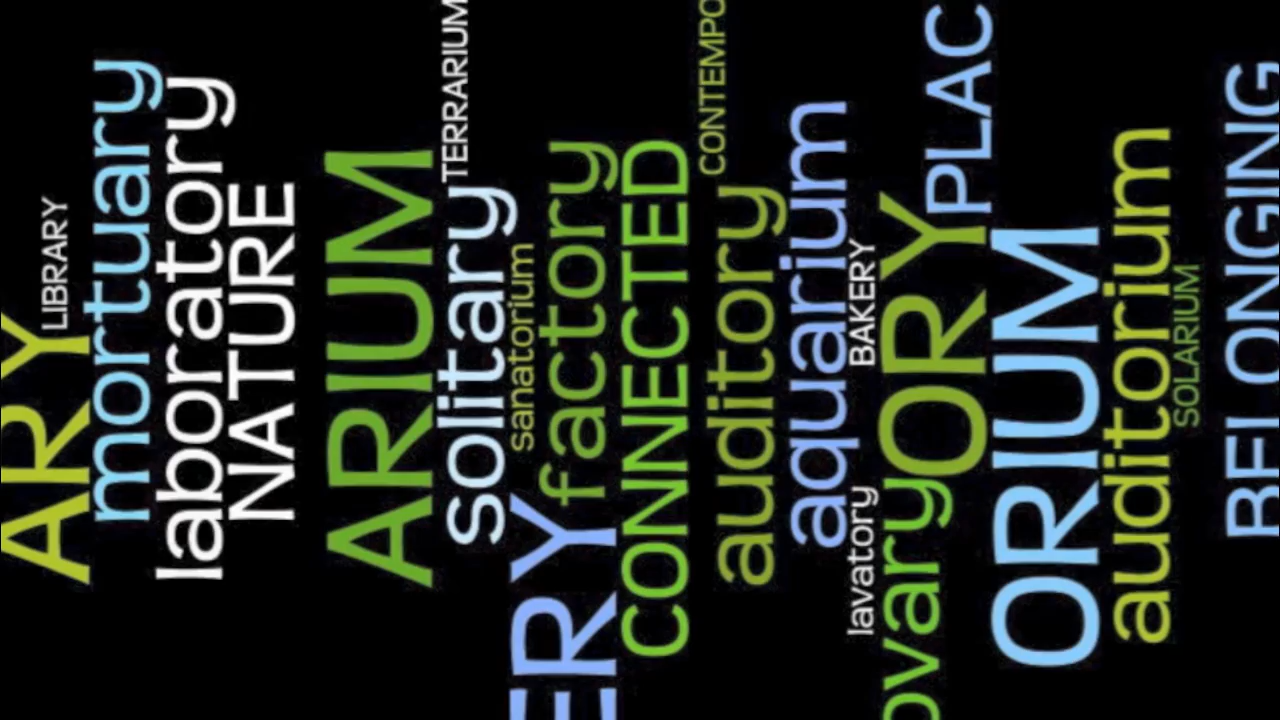 ARY
LIBRARY
mortuary
laboratory
NATURE
ARIUM
TERRARIUM
solitary
sanatorium
ERY
factory
CONNECTED
CONTEMPO
auditory
aquarium
BAKERY
lavatory
ovary
ORY
PLAC
ORIUM
auditorium
SOLARIUM
BELONGING